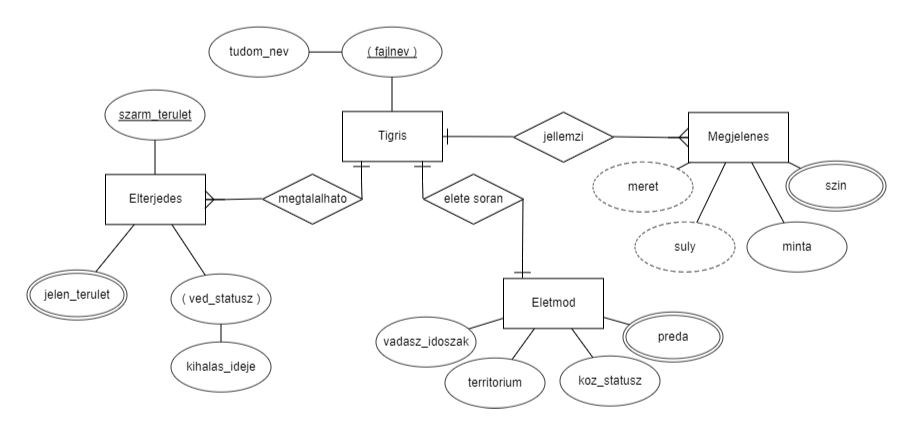 tudom_nev
( fajlnev )
szarm_terulet
Tigris
jellemzi
Megjelenes
meret
szin
Elterjedes
megtalalhato
elete soran
suly
minta
jelen_terulet
( ved_statusz )
Eletmod
vadasz_idoszak
preda
kihalas_ideje
territorium
koz_statusz